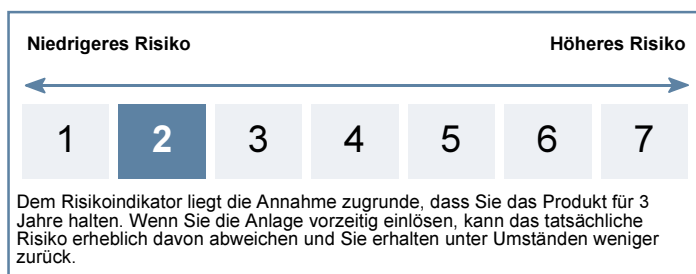 Niedrigeres Risiko Höheres Risiko
1 2 3 4 5 6 7
Dem Risikoindikator liegt die Annahme zugrunde, dass Sie das Produkt für 3
Jahre halten. Wenn Sie die Anlage vorzeitig einlösen, kann das tatsächliche
Risiko erheblich davon abweichen und Sie erhalten unter Umständen weniger
zurück.